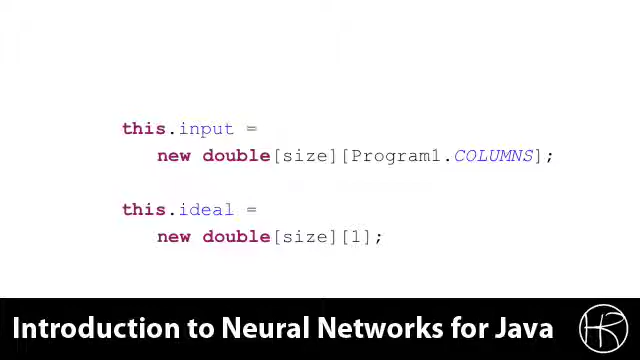 this.input =
new double[size][Program1.COLUMNS];
this.ideal =
new double[size][1];
Introduction to Neural Networks for Java